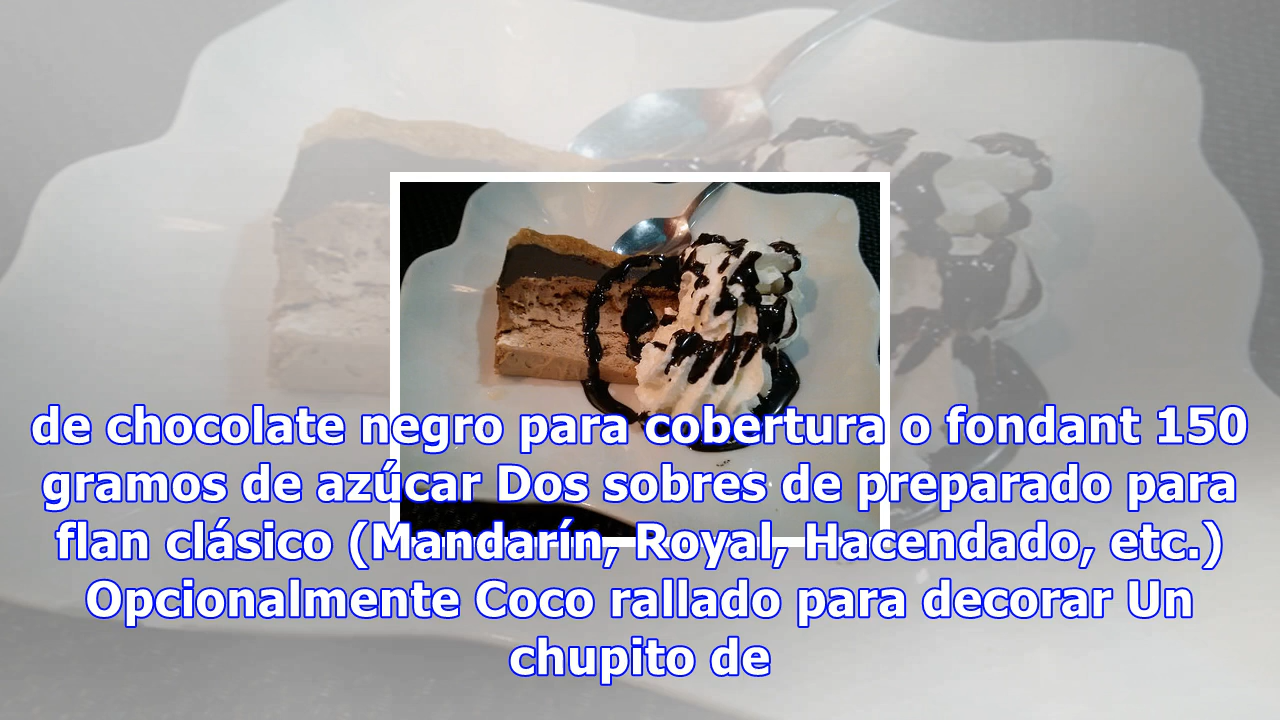 de chocolate negro para cobertura o fondant 150
gramos de azúcar Dos sobres de preparado para
flan clásico (Mandarín, Royal, Hacendado, etc.)
Opcionalmente Coco rallado para decorar Un
chupito de